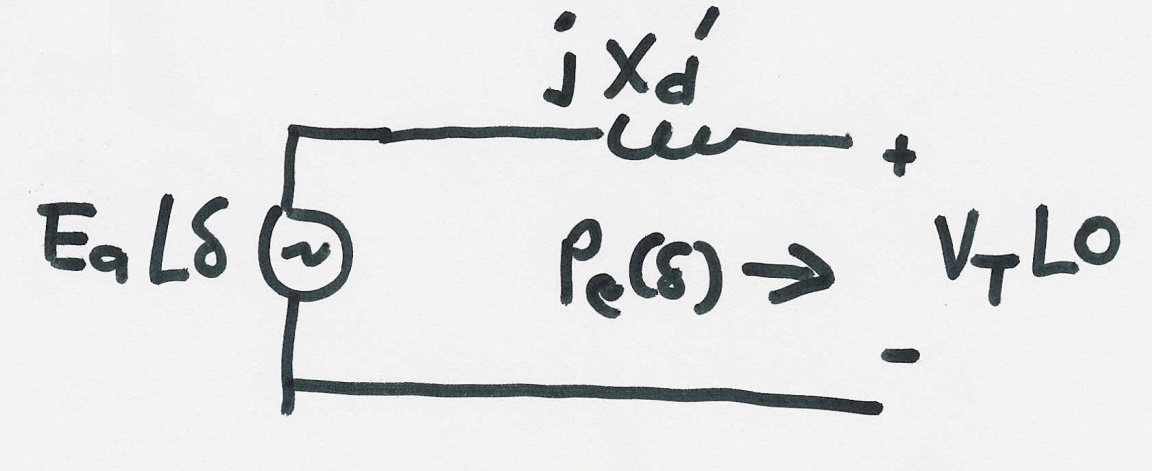 jXd'
+
Ea∠δ
~
Pe(δ) →
VT∠0
-